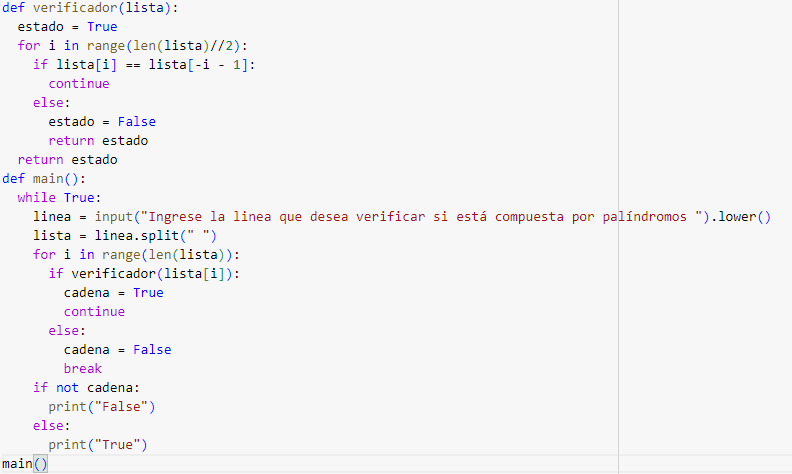 def verificador(lista):
  estado = True
  for i in range(len(lista)//2):
    if lista[i] == lista[-i - 1]:
      continue
    else:
      estado = False
      return estado
  return estado
def main():
  while True:
    linea = input("Ingrese la linea que desea verificar si está compuesta por palíndromos ").lower()
    lista = linea.split(" ")
    for i in range(len(lista)):
      if verificador(lista[i]):
        cadena = True
        continue
      else:
        cadena = False
        break
    if not cadena:
      print("False")
    else:
      print("True")
main()